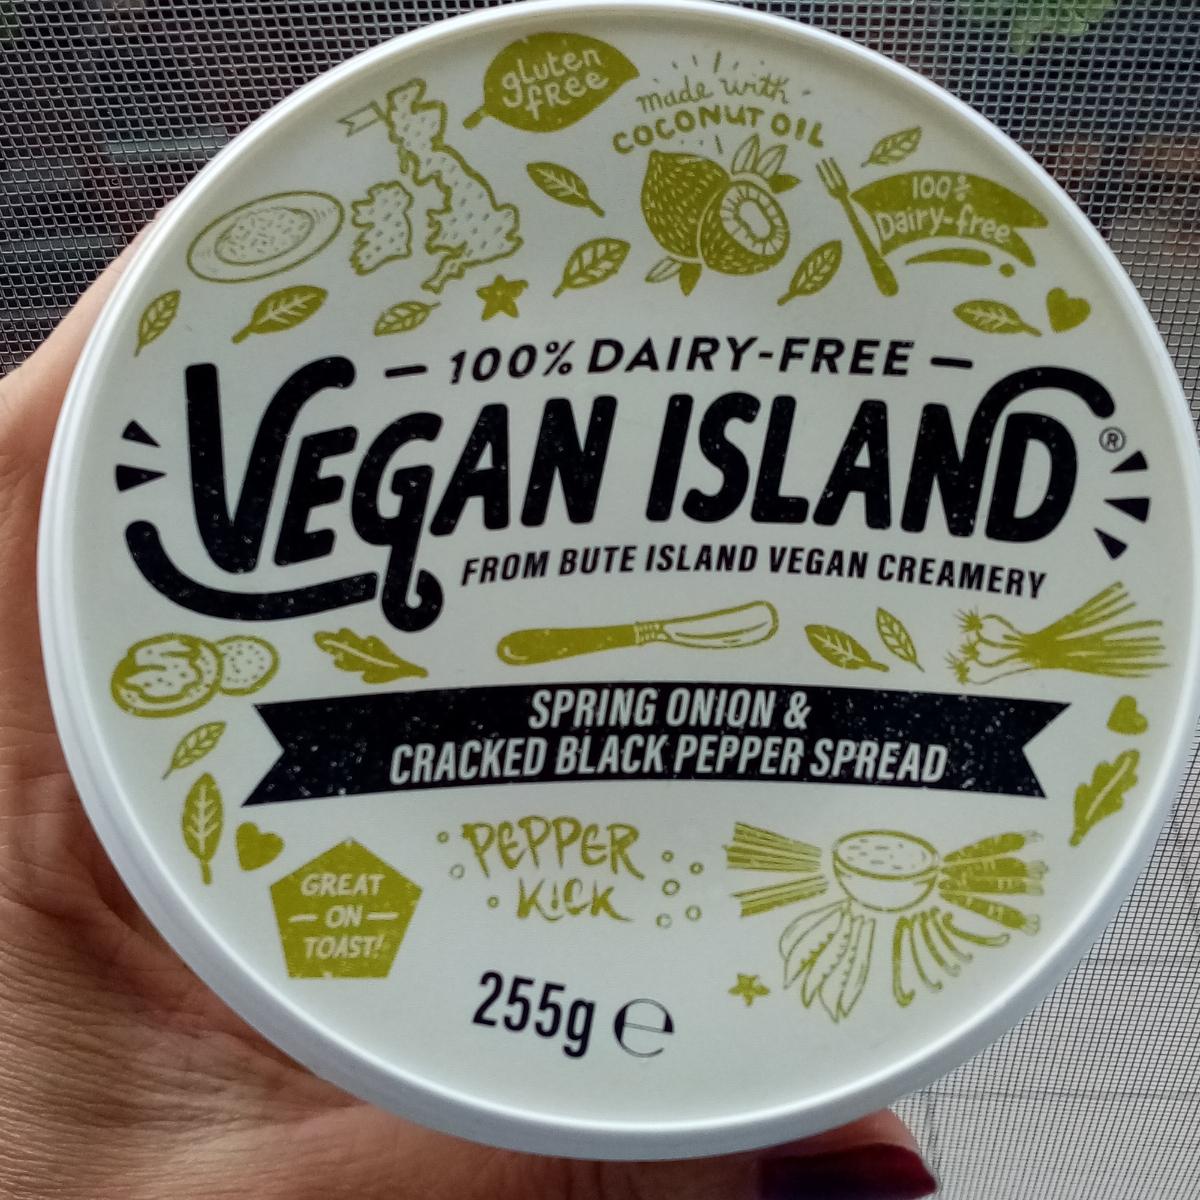 gluten
free
made with
COCONUT OIL
100%
Dairy-free
— 100% DAIRY-FREE —
VEGAN ISLAND®
FROM BUTE ISLAND VEGAN CREAMERY
SPRING ONION &
CRACKED BLACK PEPPER SPREAD
GREAT
— ON —
TOAST!
PEPPER
KICK
255g ℮